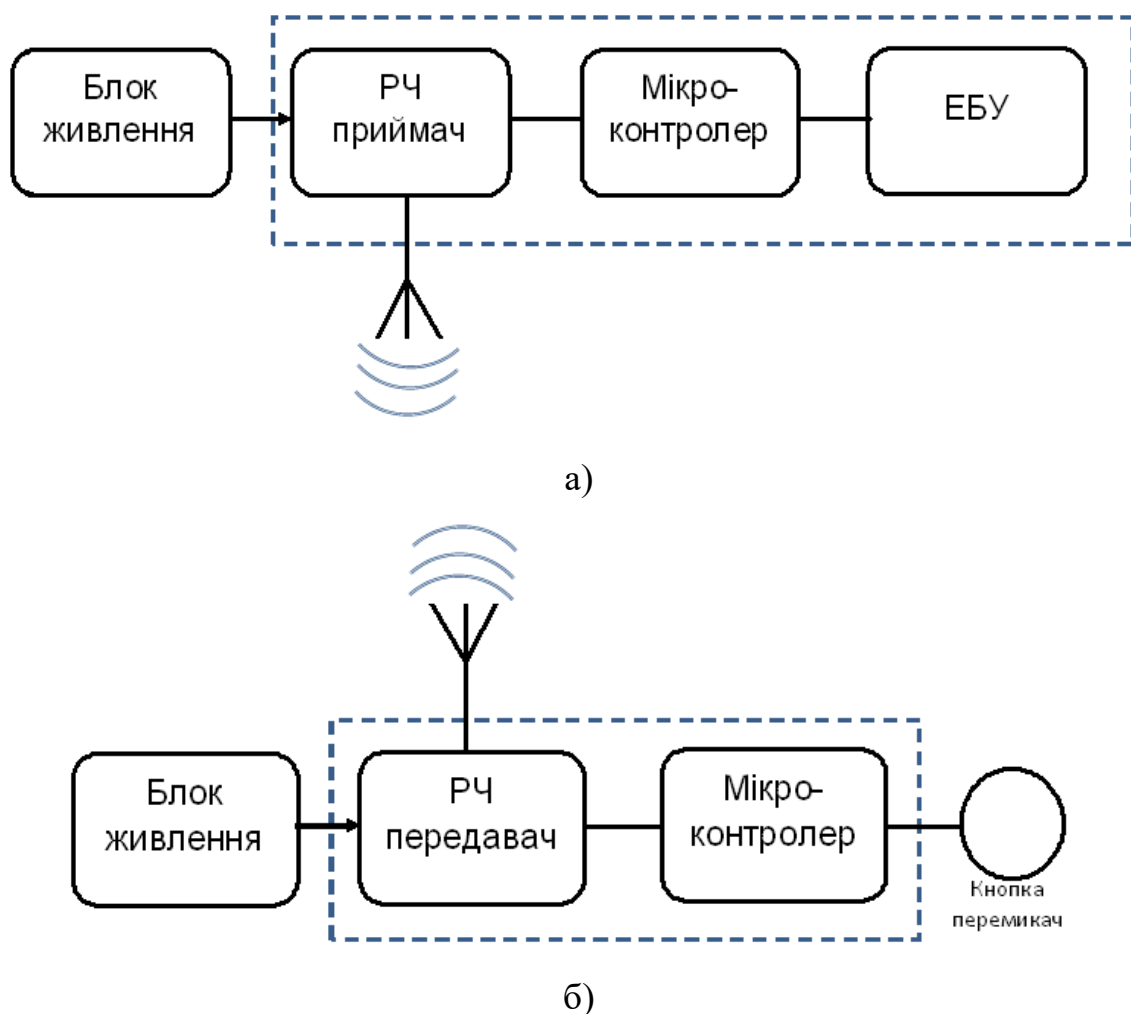 Блок
живлення
РЧ
приймач
Мікро-
контролер
ЕБУ
а)
Блок
живлення
РЧ
передавач
Мікро-
контролер
Кнопка
перемикач
б)